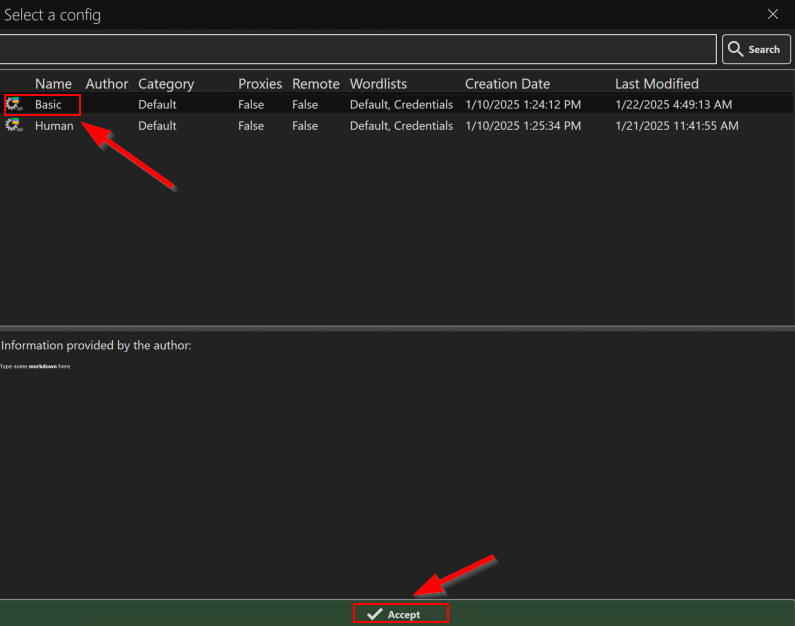 Select a config
Search
Name Author Category Proxies Remote Wordlists Creation Date Last Modified
Basic Default False False Default, Credentials 1/10/2025 1:24:12 PM 1/22/2025 4:49:13 AM
Human Default False False Default, Credentials 1/10/2025 1:25:34 PM 1/21/2025 11:41:55 AM
Information provided by the author:
Type some markdown here
Accept